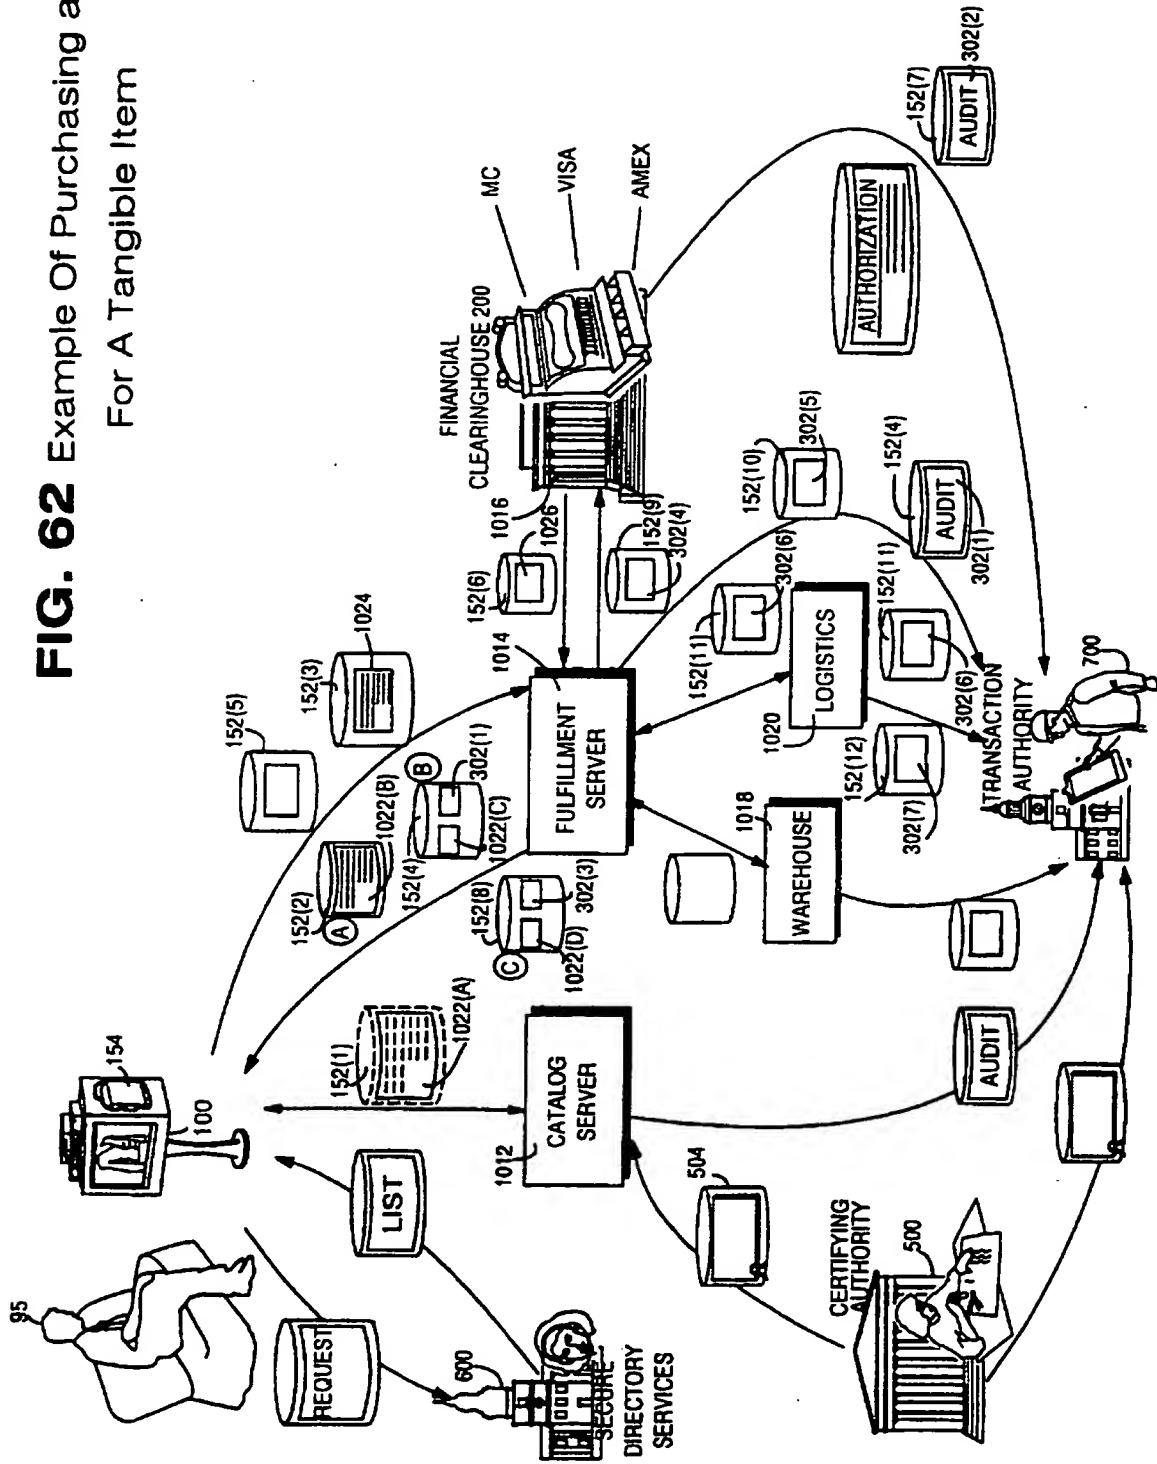 FIG. 62 Example Of Purchasing a
For A Tangible Item
95
154
100
REQUEST
LIST
600
SECURE
DIRECTORY
SERVICES
152(1)
1022(A)
1012
CATALOG
SERVER
504
CERTIFYING
AUTHORITY
500
AUDIT
152(5)
152(3)
1024
152(2)
A
1022(B)
152(4)
B
302(1)
1022(C)
152(8)
C
302(3)
1022(D)
1014
FULFILLMENT
SERVER
152(6)
1016
1026
FINANCIAL
CLEARINGHOUSE 200
MC
VISA
AMEX
152(9)
302(4)
152(11)
302(6)
LOGISTICS
1020
1018
WAREHOUSE
152(12)
302(7)
152(11)
302(6)
152(10)
302(5)
152(4)
AUDIT
302(1)
AUTHORIZATION
152(7)
AUDIT
302(2)
TRANSACTION
AUTHORITY
700